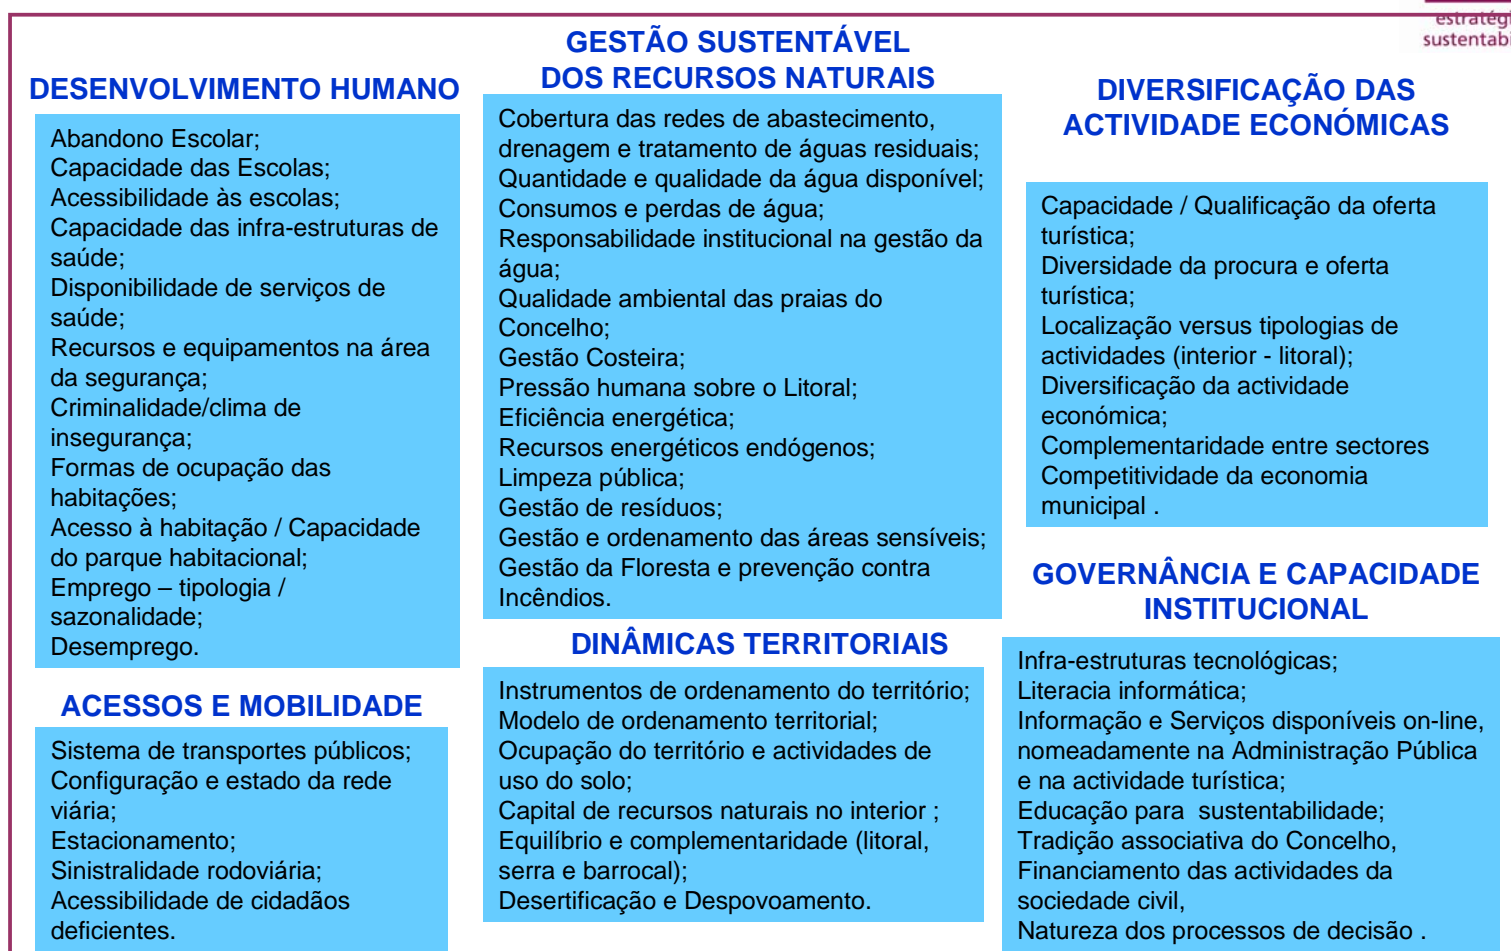 estratég
sustentabi
DESENVOLVIMENTO HUMANO
Abandono Escolar;
Capacidade das Escolas;
Acessibilidade às escolas;
Capacidade das infra-estruturas de
saúde;
Disponibilidade de serviços de
saúde;
Recursos e equipamentos na área
da segurança;
Criminalidade/clima de
insegurança;
Formas de ocupação das
habitações;
Acesso à habitação / Capacidade
do parque habitacional;
Emprego – tipologia /
sazonalidade;
Desemprego.
ACESSOS E MOBILIDADE
Sistema de transportes públicos;
Configuração e estado da rede
viária;
Estacionamento;
Sinistralidade rodoviária;
Acessibilidade de cidadãos
deficientes.
GESTÃO SUSTENTÁVEL
DOS RECURSOS NATURAIS
Cobertura das redes de abastecimento,
drenagem e tratamento de águas residuais;
Quantidade e qualidade da água disponível;
Consumos e perdas de água;
Responsabilidade institucional na gestão da
água;
Qualidade ambiental das praias do
Concelho;
Gestão Costeira;
Pressão humana sobre o Litoral;
Eficiência energética;
Recursos energéticos endógenos;
Limpeza pública;
Gestão de resíduos;
Gestão e ordenamento das áreas sensíveis;
Gestão da Floresta e prevenção contra
Incêndios.
DINÂMICAS TERRITORIAIS
Instrumentos de ordenamento do território;
Modelo de ordenamento territorial;
Ocupação do território e actividades de
uso do solo;
Capital de recursos naturais no interior ;
Equilíbrio e complementaridade (litoral,
serra e barrocal);
Desertificação e Despovoamento.
DIVERSIFICAÇÃO DAS
ACTIVIDADE ECONÓMICAS
Capacidade / Qualificação da oferta
turística;
Diversidade da procura e oferta
turística;
Localização versus tipologias de
actividades (interior - litoral);
Diversificação da actividade
económica;
Complementaridade entre sectores
Competitividade da economia
municipal .
GOVERNÂNCIA E CAPACIDADE
INSTITUCIONAL
Infra-estruturas tecnológicas;
Literacia informática;
Informação e Serviços disponíveis on-line,
nomeadamente na Administração Pública
e na actividade turística;
Educação para  sustentabilidade;
Tradição associativa do Concelho,
Financiamento das actividades da
sociedade civil,
Natureza dos processos de decisão .